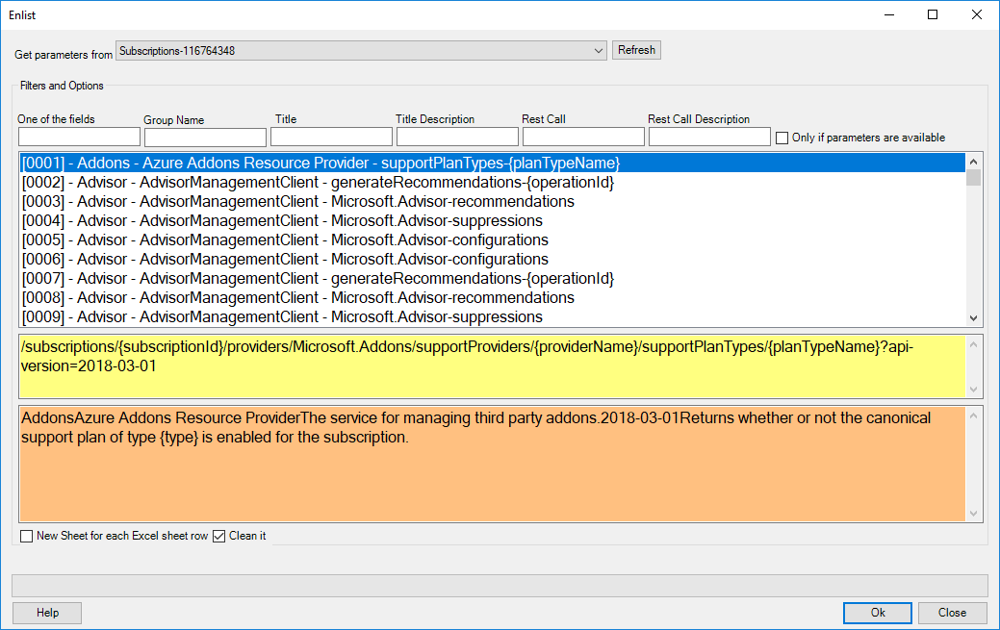 Enlist
Get parameters from Subscriptions-116764348 Refresh
Filters and Options
One of the fields Group Name Title Title Description Rest Call Rest Call Description
Only if parameters are available
[0001] - Addons - Azure Addons Resource Provider - supportPlanTypes-{planTypeName}
[0002] - Advisor - AdvisorManagementClient - generateRecommendations-{operationId}
[0003] - Advisor - AdvisorManagementClient - Microsoft.Advisor-recommendations
[0004] - Advisor - AdvisorManagementClient - Microsoft.Advisor-suppressions
[0005] - Advisor - AdvisorManagementClient - Microsoft.Advisor-configurations
[0006] - Advisor - AdvisorManagementClient - Microsoft.Advisor-configurations
[0007] - Advisor - AdvisorManagementClient - generateRecommendations-{operationId}
[0008] - Advisor - AdvisorManagementClient - Microsoft.Advisor-recommendations
[0009] - Advisor - AdvisorManagementClient - Microsoft.Advisor-suppressions
/subscriptions/{subscriptionId}/providers/Microsoft.Addons/supportProviders/{providerName}/supportPlanTypes/{planTypeName}?api-
version=2018-03-01
AddonsAzure Addons Resource ProviderThe service for managing third party addons.2018-03-01Returns whether or not the canonical
support plan of type {type} is enabled for the subscription.
New Sheet for each Excel sheet row Clean it
Help Ok Close